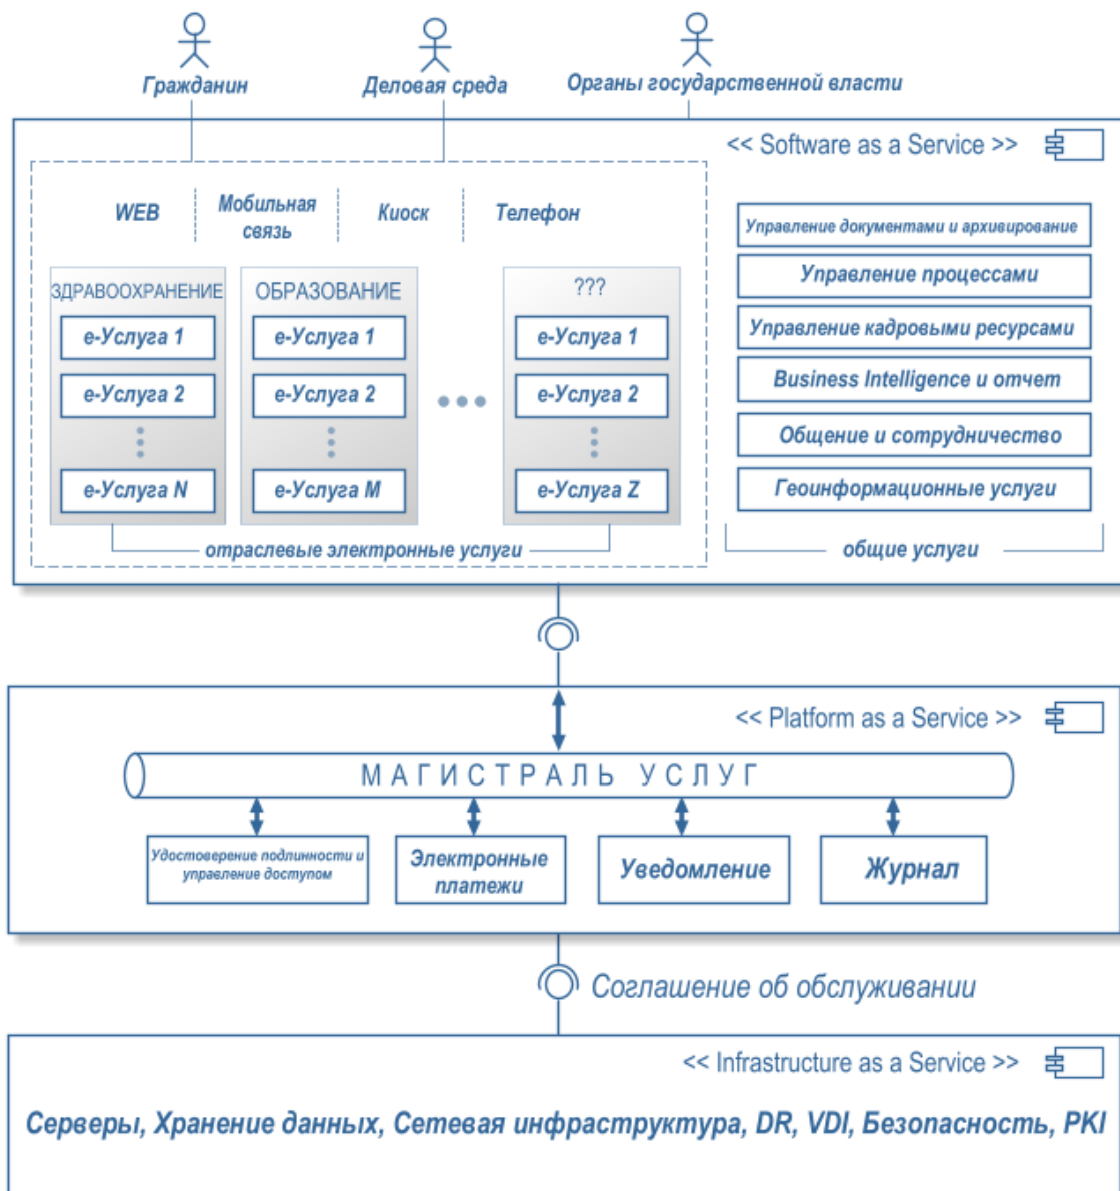 Гражданин
Деловая среда
Органы государственной власти
<< Software as a Service >>
WEB
Мобильная
связь
Киоск
Телефон
ЗДРАВООХРАНЕНИЕ
е-Услуга 1
е-Услуга 2
е-Услуга N
ОБРАЗОВАНИЕ
е-Услуга 1
е-Услуга 2
е-Услуга M
???
е-Услуга 1
е-Услуга 2
е-Услуга Z
отраслевые электронные услуги
Управление документами и архивирование
Управление процессами
Управление кадровыми ресурсами
Business Intelligence и отчет
Общение и сотрудничество
Геоинформационные услуги
общие услуги
<< Platform as a Service >>
МАГИСТРАЛЬ УСЛУГ
Удостоверение подлинности и
управление доступом
Электронные
платежи
Уведомление
Журнал
Соглашение об обслуживании
<< Infrastructure as a Service >>
Серверы, Хранение данных, Сетевая инфраструктура, DR, VDI, Безопасность, PKI